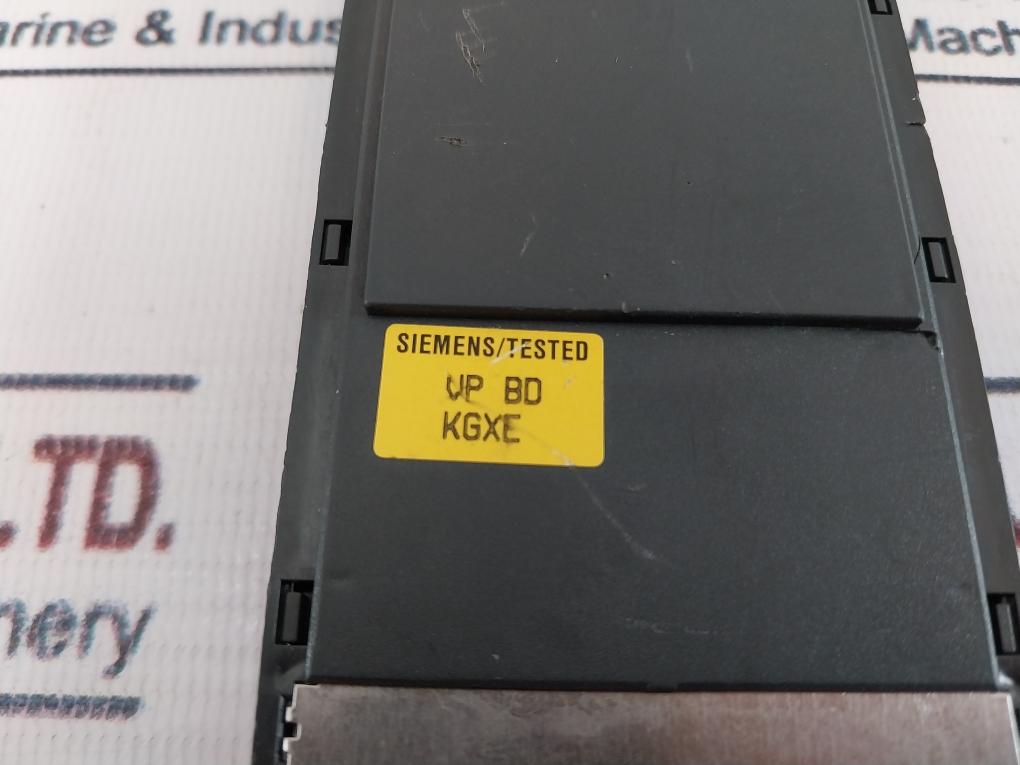 arine & Indus
Mach
SIEMENS/TESTED
VP BD
KGXE
.TD.
nery